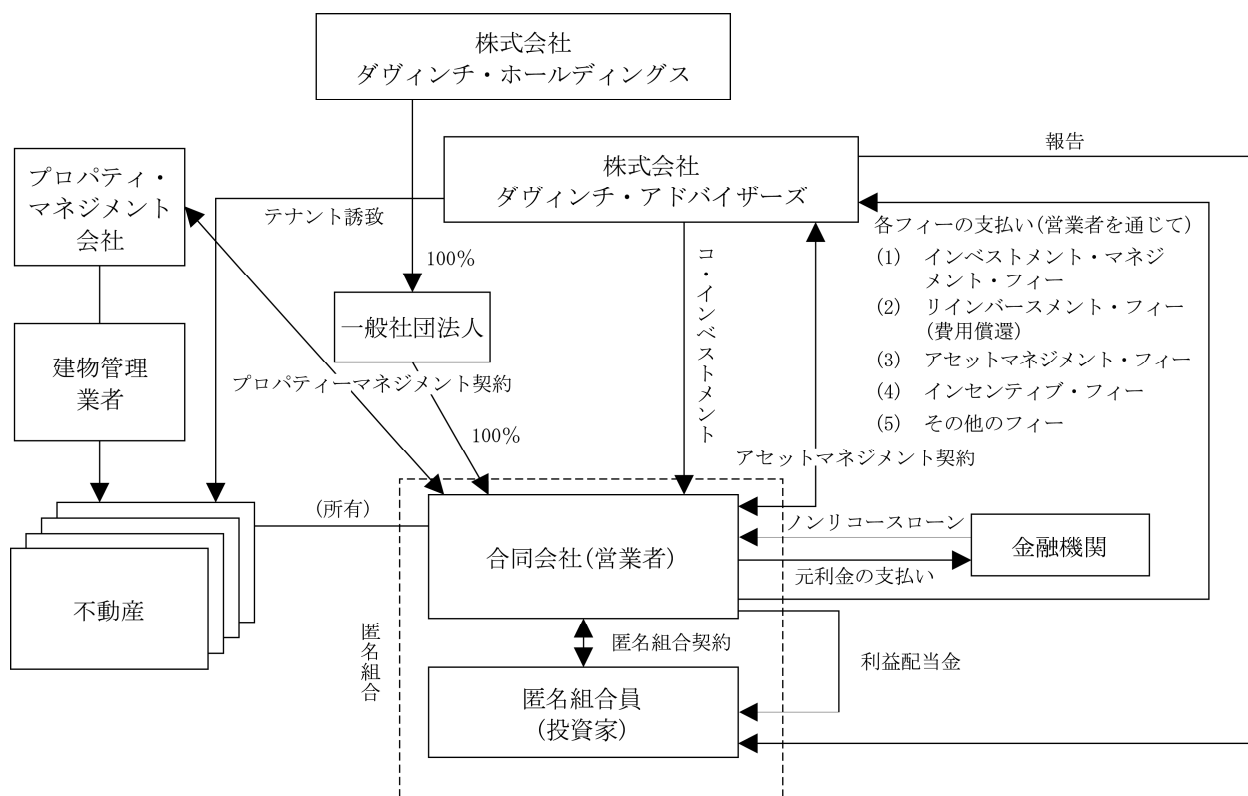 株式会社
ダヴィンチ・ホールディングス
株式会社
ダヴィンチ・アドバイザーズ
報告
プロパティ・
マネジメント
会社
テナント誘致
各フィーの支払い(営業者を通じて)
(1) インベストメント・マネジ
メント・フィー
(2) リインバースメント・フィー
(費用償還)
(3) アセットマネジメント・フィー
(4) インセンティブ・フィー
(5) その他のフィー
100%
コ・インベストメント
一般社団法人
建物管理
業者
プロパティーマネジメント契約
100%
アセットマネジメント契約
(所有)
合同会社(営業者)
ノンリコースローン
金融機関
元利金の支払い
不動産
匿名組合
匿名組合契約
利益配当金
匿名組合員
(投資家)